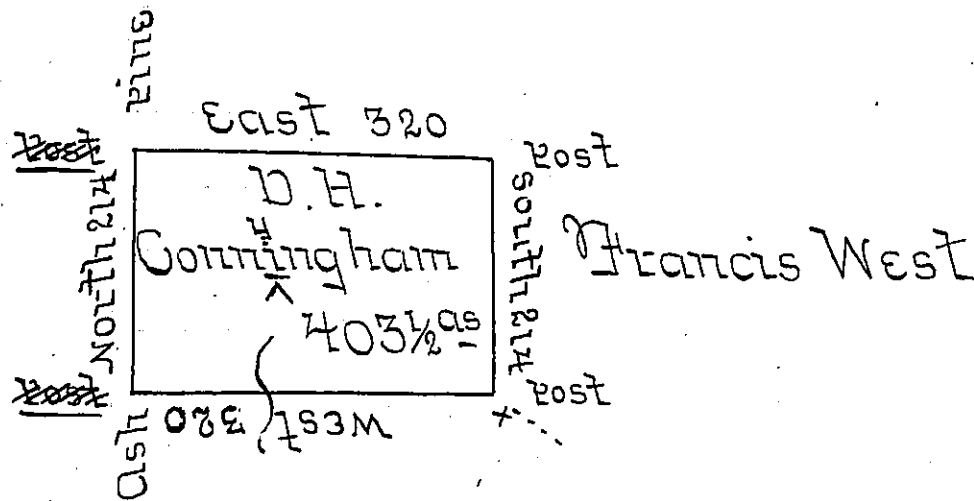 Pine
East 320
Post
Post
D. H.
North 214
Conningham
South 214
Francis West
403½ as
Post
Post
West 320
Ash